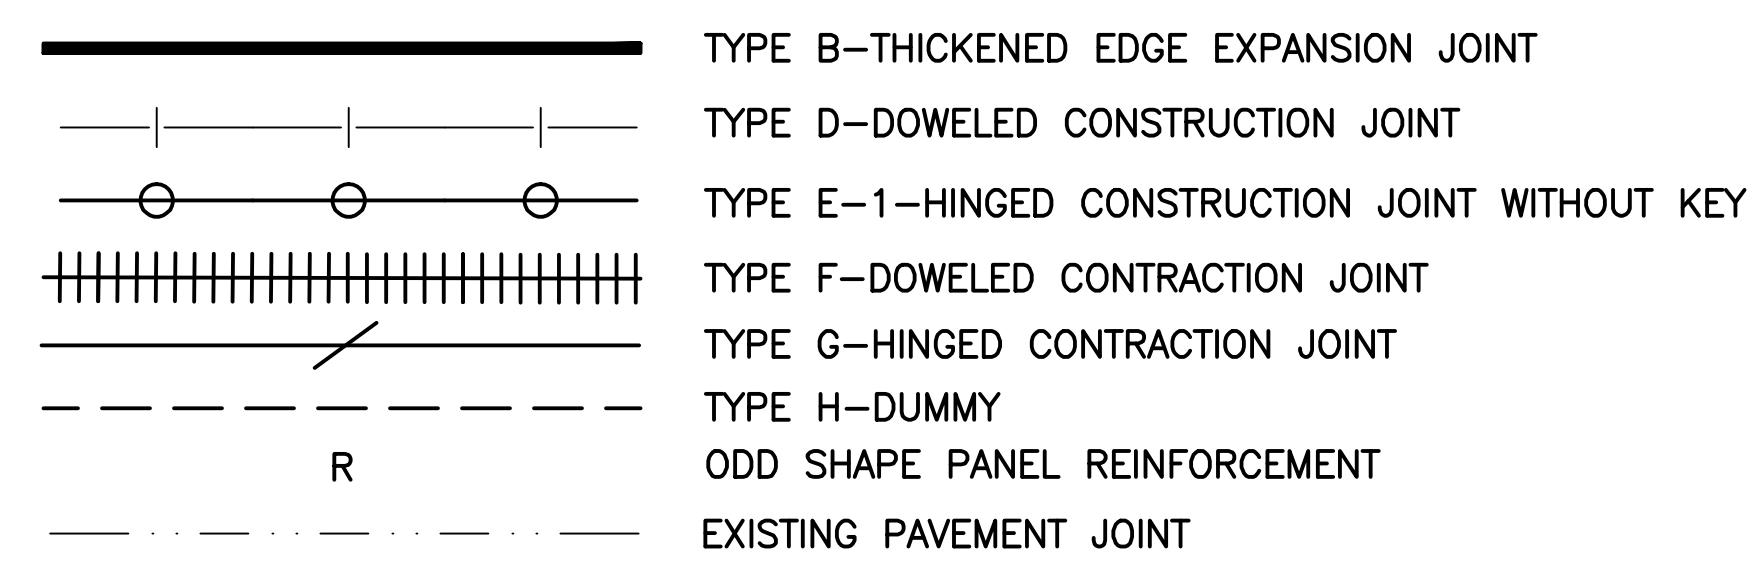 TYPE B-THICKENED EDGE EXPANSION JOINT
TYPE D-DOWELED CONSTRUCTION JOINT
TYPE E-1-HINGED CONSTRUCTION JOINT WITHOUT KEY
TYPE F-DOWELED CONTRACTION JOINT
TYPE G-HINGED CONTRACTION JOINT
TYPE H-DUMMY
R ODD SHAPE PANEL REINFORCEMENT
EXISTING PAVEMENT JOINT